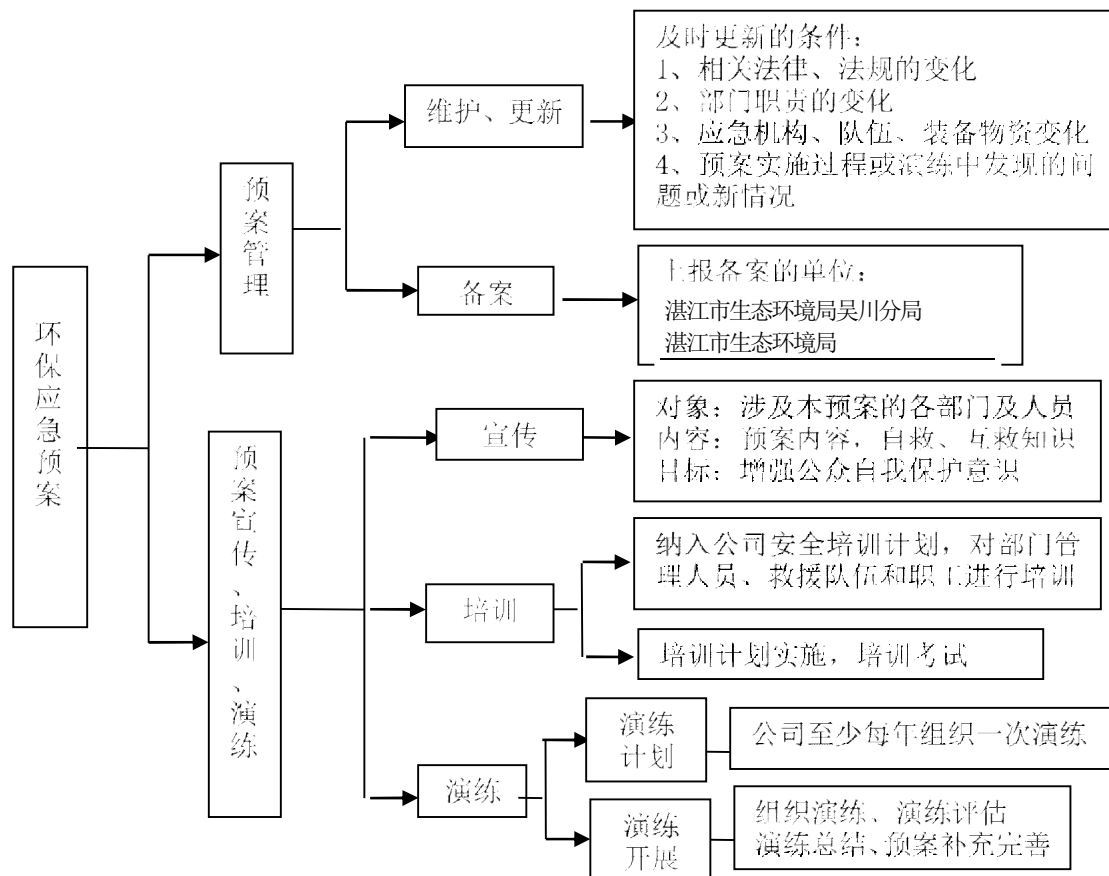 环保应急预案
预案管理
维护、更新
及时更新的条件：
1、相关法律、法规的变化
2、部门职责的变化
3、应急机构、队伍、装备物资变化
4、预案实施过程或演练中发现的问
题或新情况
备案
上报备案的单位：
湛江市生态环境局吴川分局
湛江市生态环境局
预案宣传、培训、演练
宣传
对象：涉及本预案的各部门及人员
内容：预案内容，自救、互救知识
目标：增强公众自我保护意识
培训
纳入公司安全培训计划，对部门管
理人员、救援队伍和职工进行培训
培训计划实施，培训考试
演练
演练
计划
公司至少每年组织一次演练
演练
开展
组织演练、演练评估
演练总结、预案补充完善